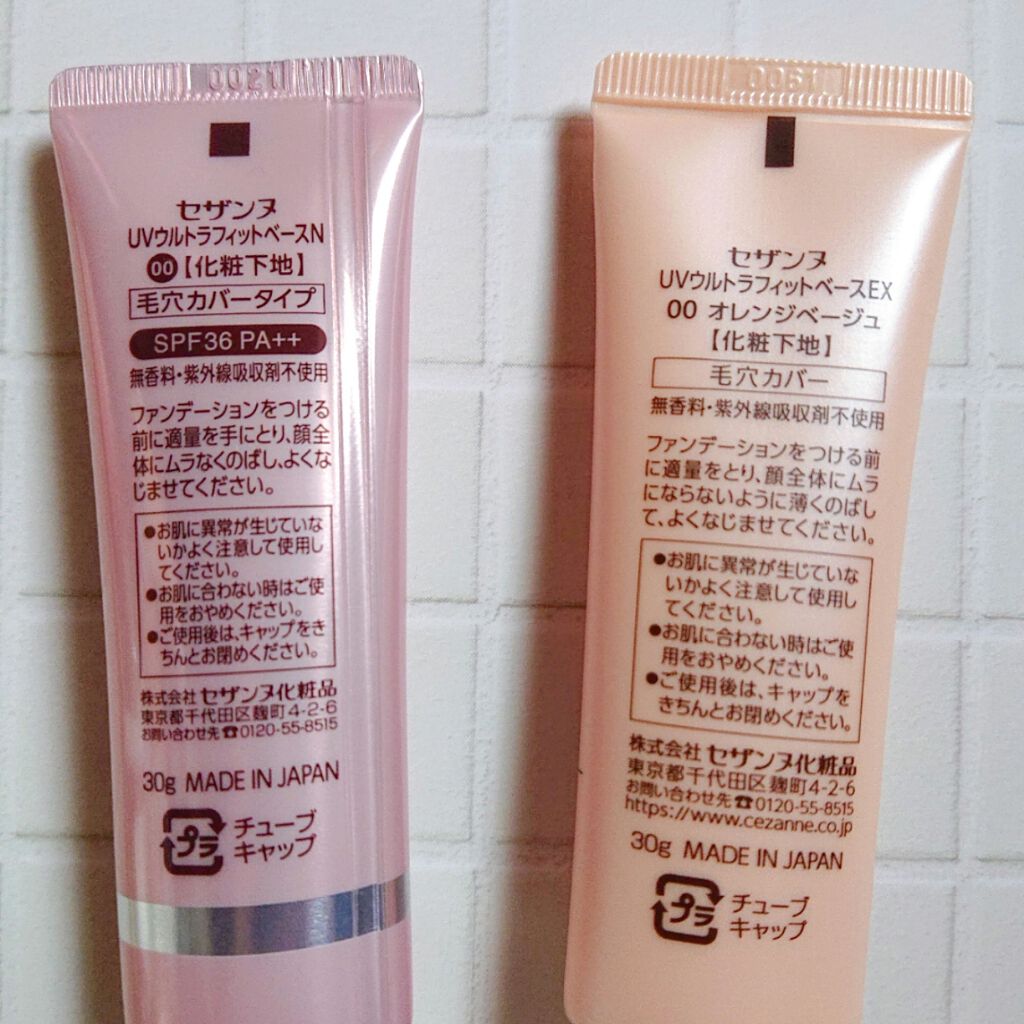 0021
セザンヌ
UVウルトラフィットベースN
00【化粧下地】
毛穴カバータイプ
SPF36 PA++
無香料・紫外線吸収剤不使用
ファンデーションをつける
前に適量を手にとり、顔全
体にムラなくのばし、よくな
じませてください。
●お肌に異常が生じていな
いかよく注意して使用し
てください。
●お肌に合わない時はご使
用をおやめください。
●ご使用後は、キャップをき
ちんとお閉めください。
株式会社 セザンヌ化粧品
東京都千代田区麹町4-2-6
お問い合わせ先☎0120-55-8515
30g MADE IN JAPAN
プラ
チューブ
キャップ
0061
セザンヌ
UVウルトラフィットベースEX
00 オレンジベージュ
【化粧下地】
毛穴カバー
無香料・紫外線吸収剤不使用
ファンデーションをつける前
に適量をとり、顔全体にムラ
にならないように薄くのばし
て、よくなじませてください。
●お肌に異常が生じていな
いかよく注意して使用し
てください。
●お肌に合わない時はご使
用をおやめください。
●ご使用後は、キャップを
きちんとお閉めください。
株式会社 セザンヌ化粧品
東京都千代田区麹町4-2-6
お問い合わせ先☎0120-55-8515
https://www.cezanne.co.jp
30g MADE IN JAPAN
プラ
チューブ
キャップ